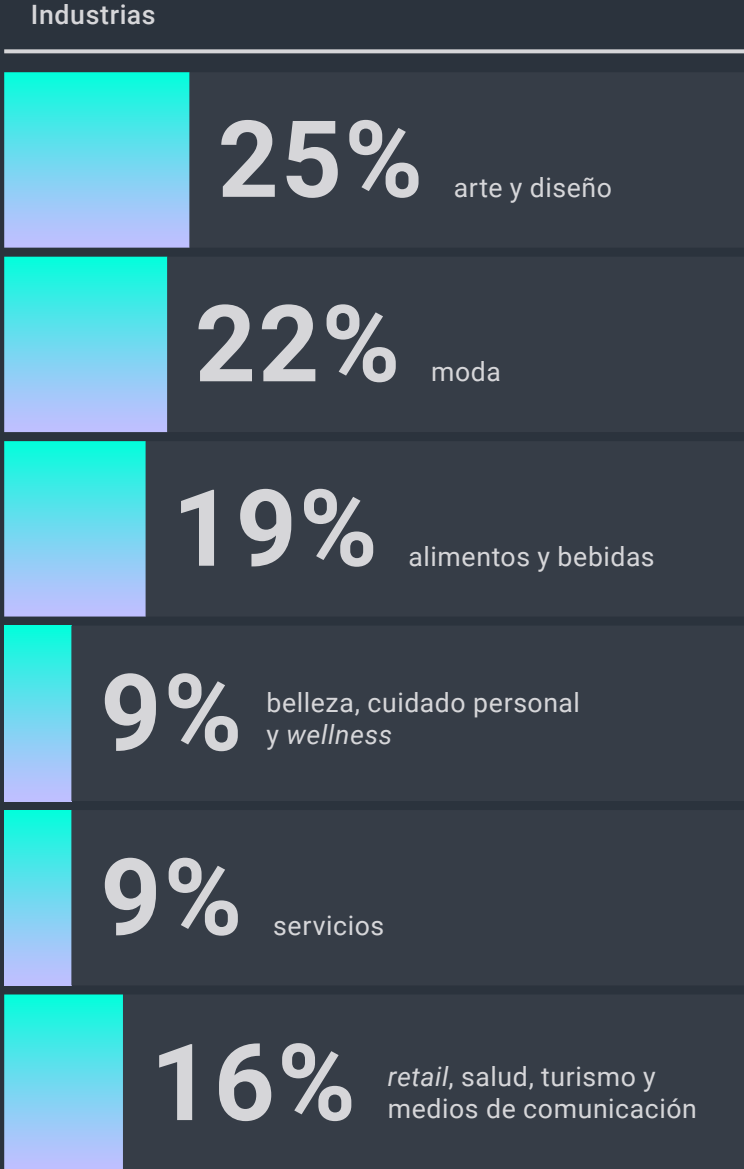 Industrias
25% arte y diseño
22% moda
19% alimentos y bebidas
9% belleza, cuidado personal
y wellness
9% servicios
16% retail, salud, turismo y
medios de comunicación